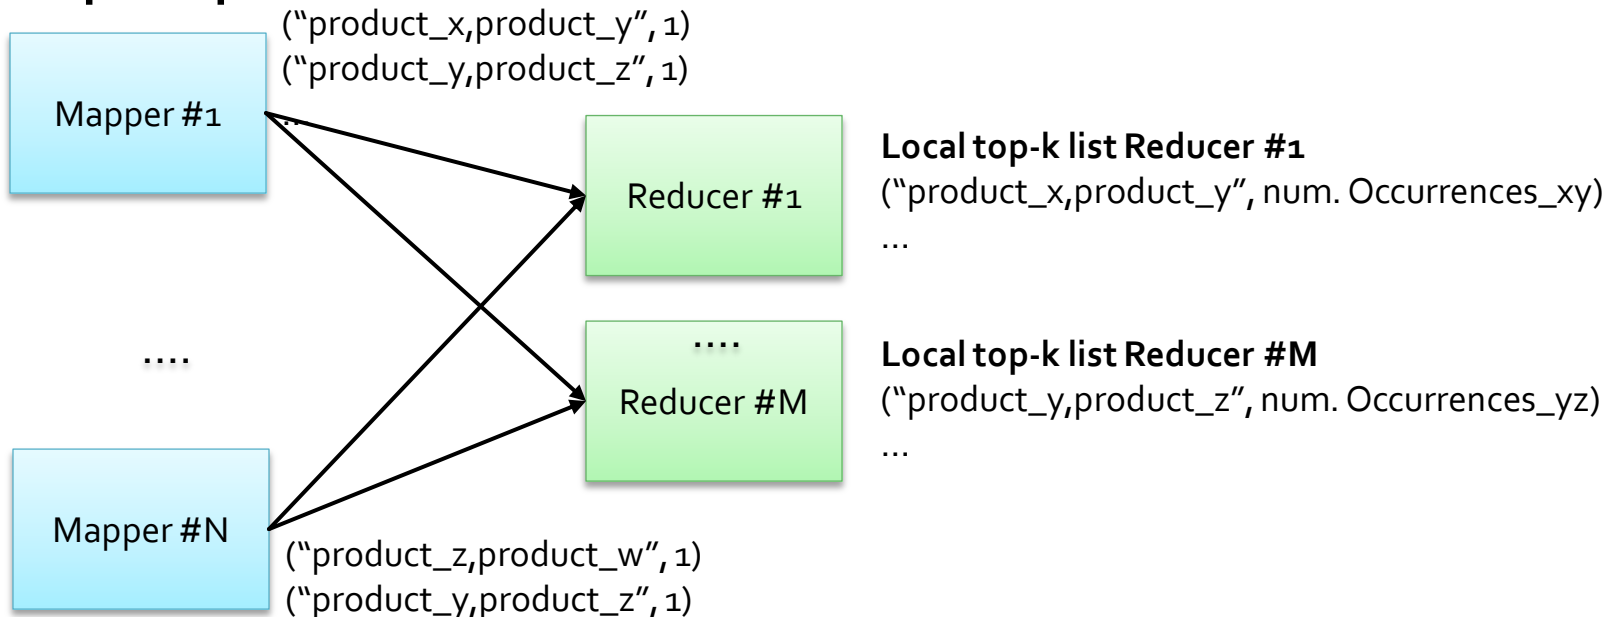 ("product_x,product_y", 1)
("product_y,product_z", 1)
...
Mapper #1
Reducer #1
Local top-k list Reducer #1
("product_x,product_y", num. Occurrences_xy)
...
....
....
Reducer #M
Local top-k list Reducer #M
("product_y,product_z", num. Occurrences_yz)
...
Mapper #N
("product_z,product_w", 1)
("product_y,product_z", 1)